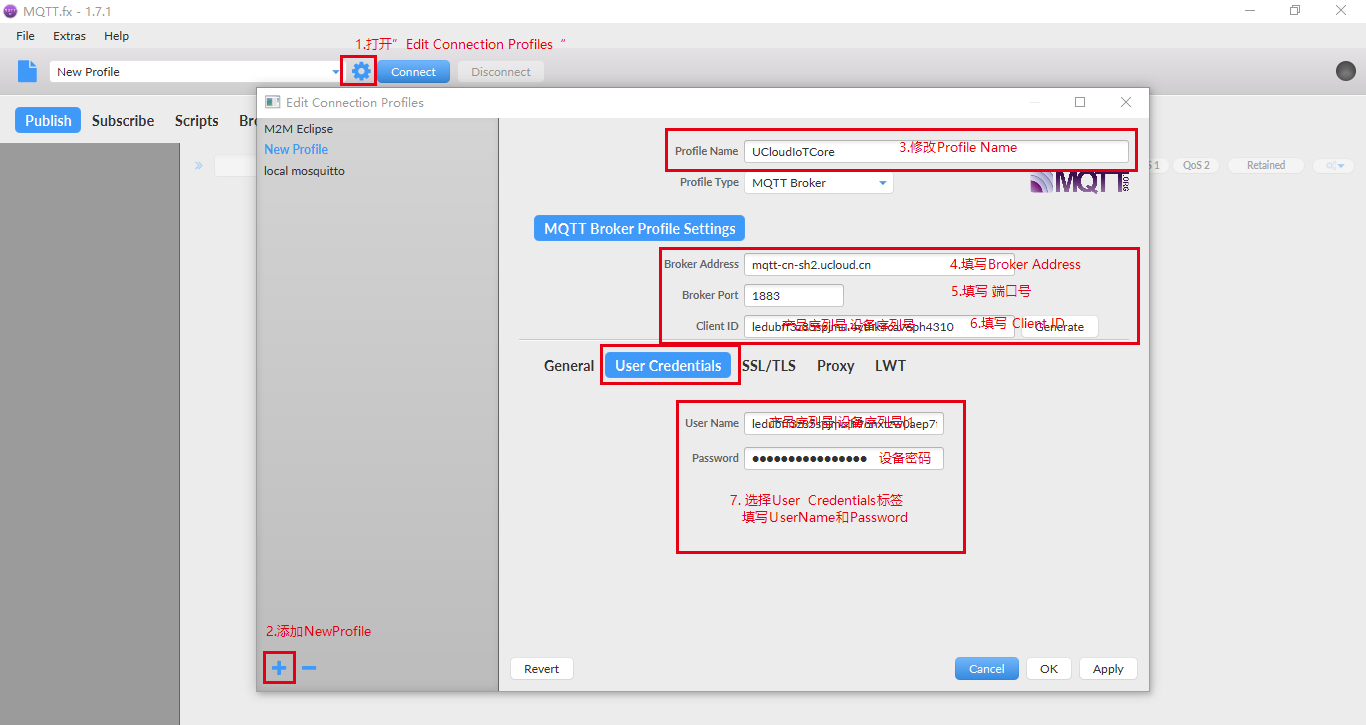 MQTT.fx - 1.7.1
File Extras Help
1.打开”Edit Connection Profiles “
New Profile
Connect
Disconnect
Publish
Subscribe
Scripts
Edit Connection Profiles
M2M Eclipse
New Profile
local mosquitto
Profile Name
UCloudIoTCore
3.修改Profile Name
QoS 2
Retained
Profile Type
MQTT Broker
MQTT.ORG
MQTT Broker Profile Settings
Broker Address
mqtt-cn-sh2.ucloud.cn
4.填写Broker Address
Broker Port
1883
5.填写 端口号
Client ID
产品序列号.设备序列号
6.填写 Client ID
Generate
General
User Credentials
SSL/TLS
Proxy
LWT
User Name
产品序列号|设备序列号|1
Password
●●●●●●●●●●●●●●●●
设备密码
7. 选择User Credentials标签
填写UserName和Password
2.添加NewProfile
Revert
Cancel
OK
Apply